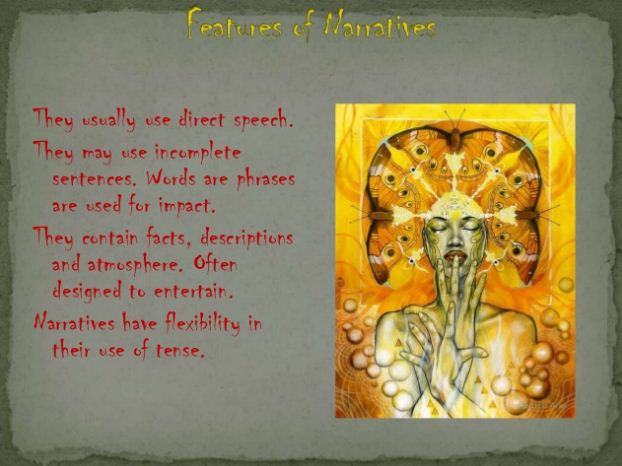 Features of Narratives
They usually use direct speech.
They may use incomplete
sentences. Words are phrases
are used for impact.
They contain facts, descriptions
and atmosphere. Often
designed to entertain.
Narratives have flexibility in
their use of tense.